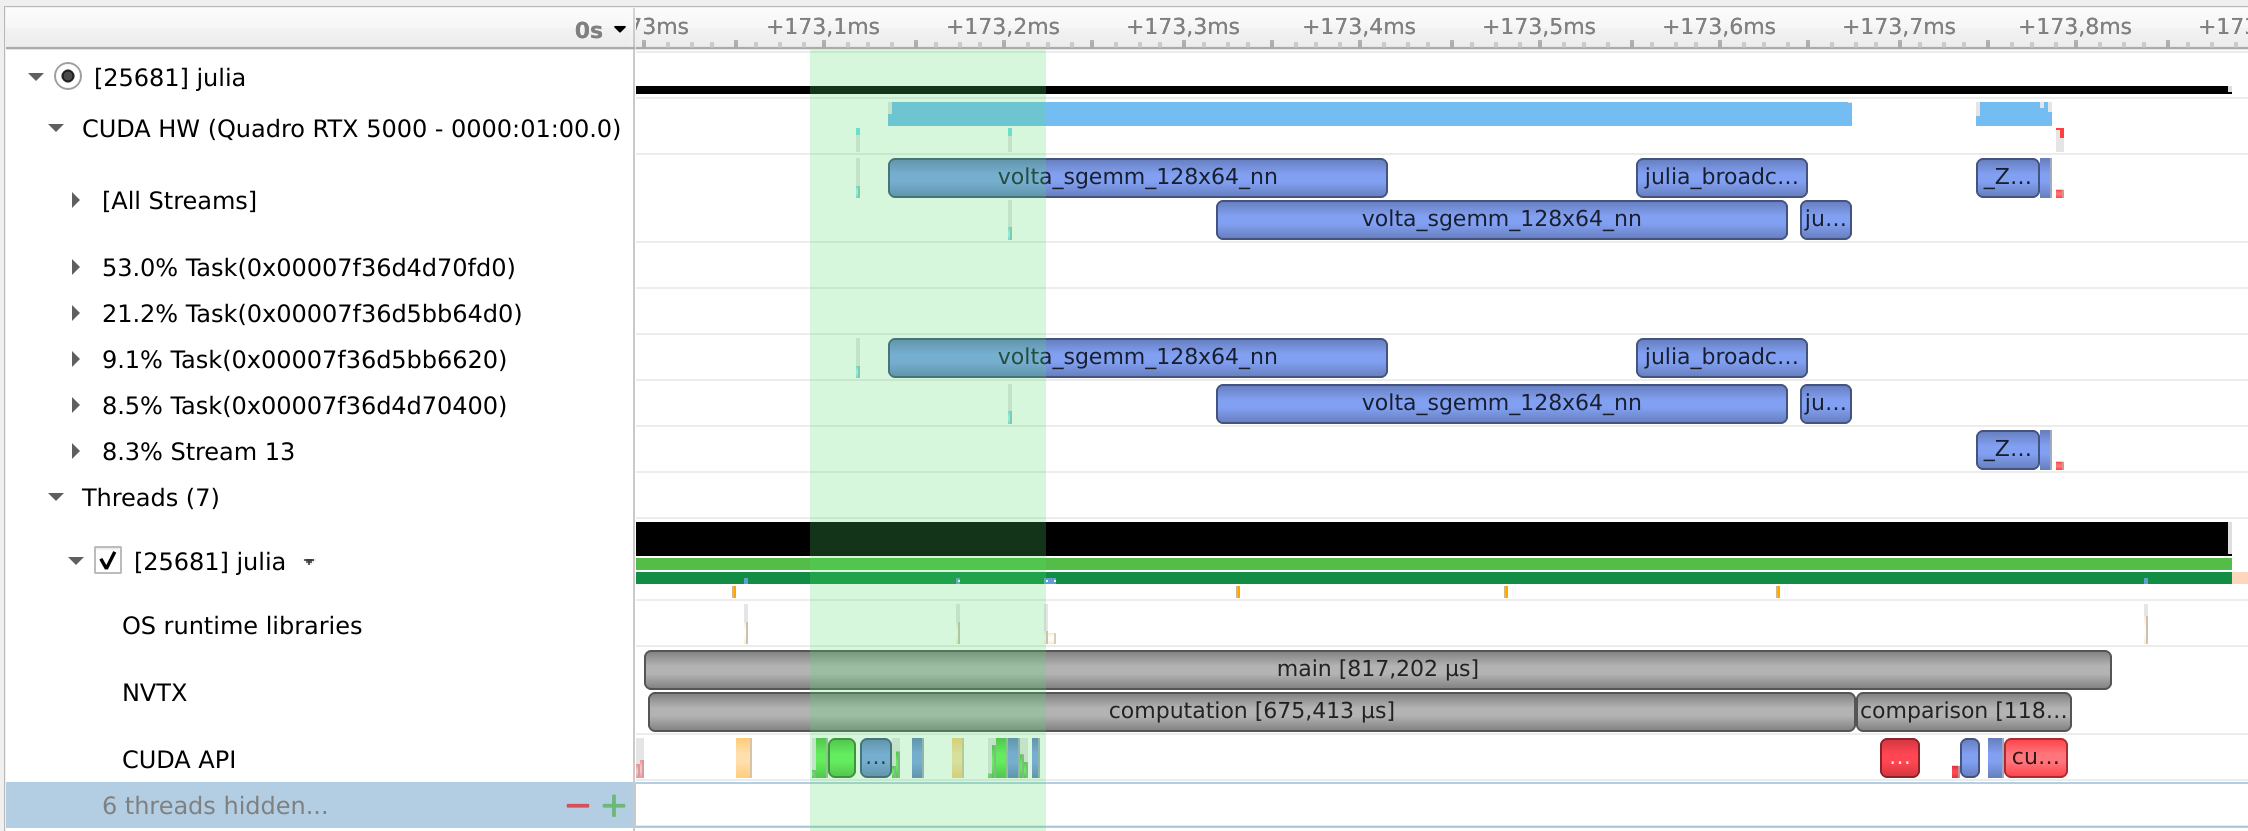 0s 73ms +173,1ms +173,2ms +173,3ms +173,4ms +173,5ms +173,6ms +173,7ms +173,8ms +173
[25681] julia
CUDA HW (Quadro RTX 5000 - 0000:01:00.0)
[All Streams]
volta_sgemm_128x64_nn julia_broadc... _Z...
volta_sgemm_128x64_nn ju...
53.0% Task(0x00007f36d4d70fd0)
21.2% Task(0x00007f36d5bb64d0)
9.1% Task(0x00007f36d5bb6620) volta_sgemm_128x64_nn julia_broadc...
8.5% Task(0x00007f36d4d70400) volta_sgemm_128x64_nn ju...
8.3% Stream 13 _Z...
Threads (7)
[25681] julia
OS runtime libraries
NVTX
main [817,202 µs]
computation [675,413 µs] comparison [118...
CUDA API ... ... cu...
6 threads hidden...